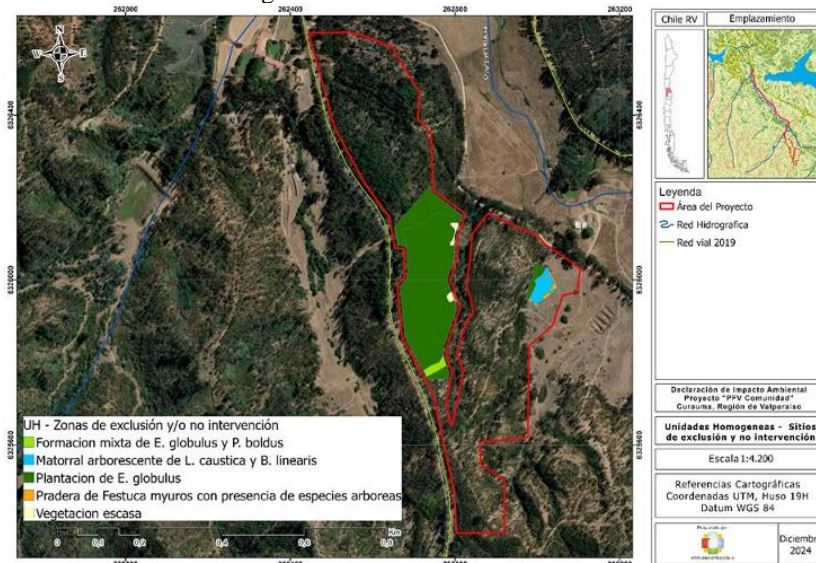 262000
262400
262800
263200
N
W
E
S
6326400
6326000
6325600
UH - Zonas de exclusión y/o no intervención
Formacion mixta de E. globulus y P. boldus
Matorral arborescente de L. caustica y B. linearis
Plantacion de E. globulus
Pradera de Festuca myuros con presencia de especies arboreas
Vegetacion escasa
Km
0 0,1 0,2 0,4 0,6 0,8
262000
262400
262800
263200
Chile RV
Emplazamiento
Leyenda
Área del Proyecto
Red Hidrografica
Red vial 2019
Declaración de Impacto Ambiental
Proyecto "PFV Comunidad"
Curauma, Región de Valparaíso
Unidades Homogeneas - Sitios
de exclusión y no intervención
Escala 1:4.200
Referencias Cartográficas
Coordenadas UTM, Huso 19H
Datum WGS 84
Diciembre
2024